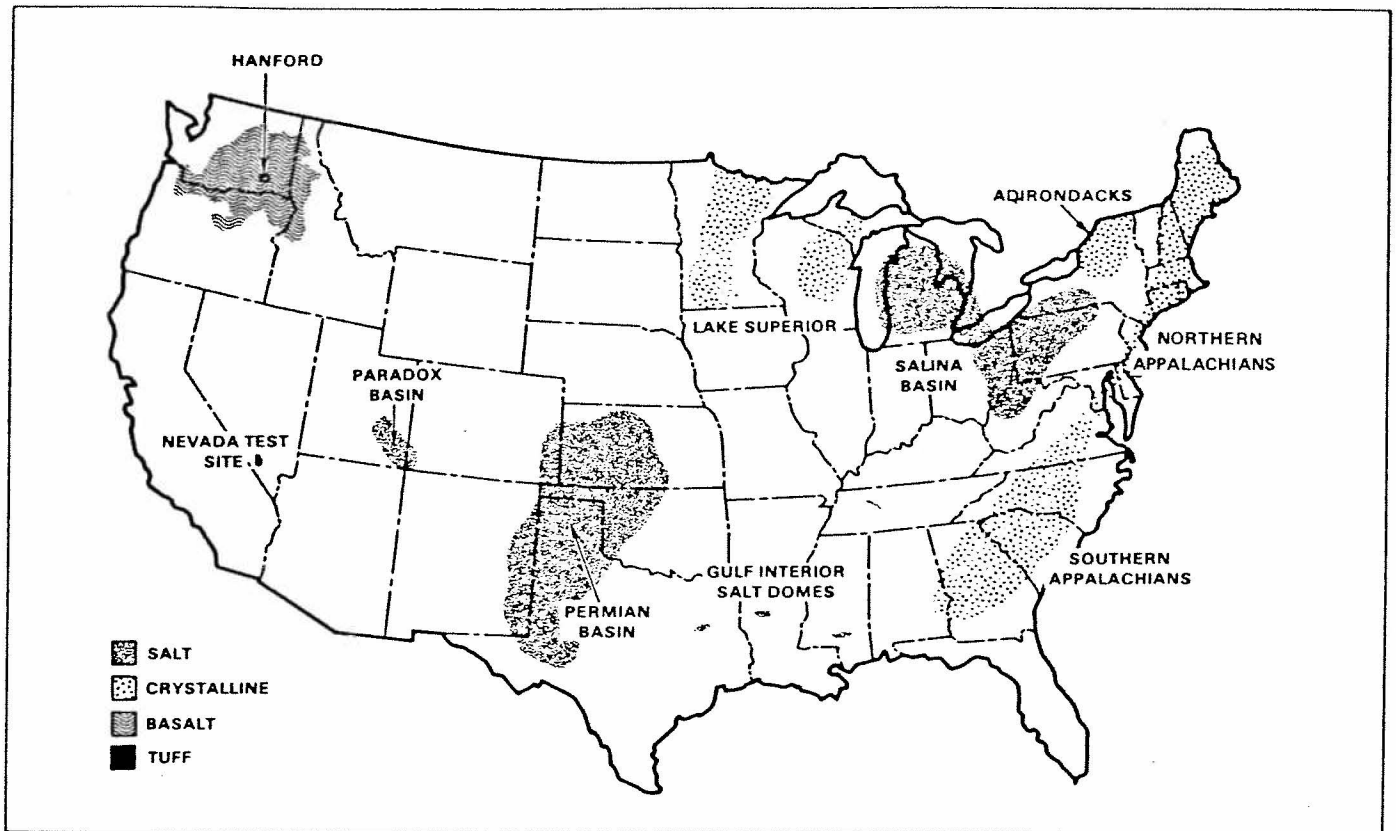 HANFORD
ADIRONDACKS
LAKE SUPERIOR
NORTHERN
APPALACHIANS
SALINA
BASIN
PARADOX
BASIN
NEVADA TEST
SITE
GULF INTERIOR
SALT DOMES
SOUTHERN
APPALACHIANS
PERMIAN
BASIN
SALT
CRYSTALLINE
BASALT
TUFF